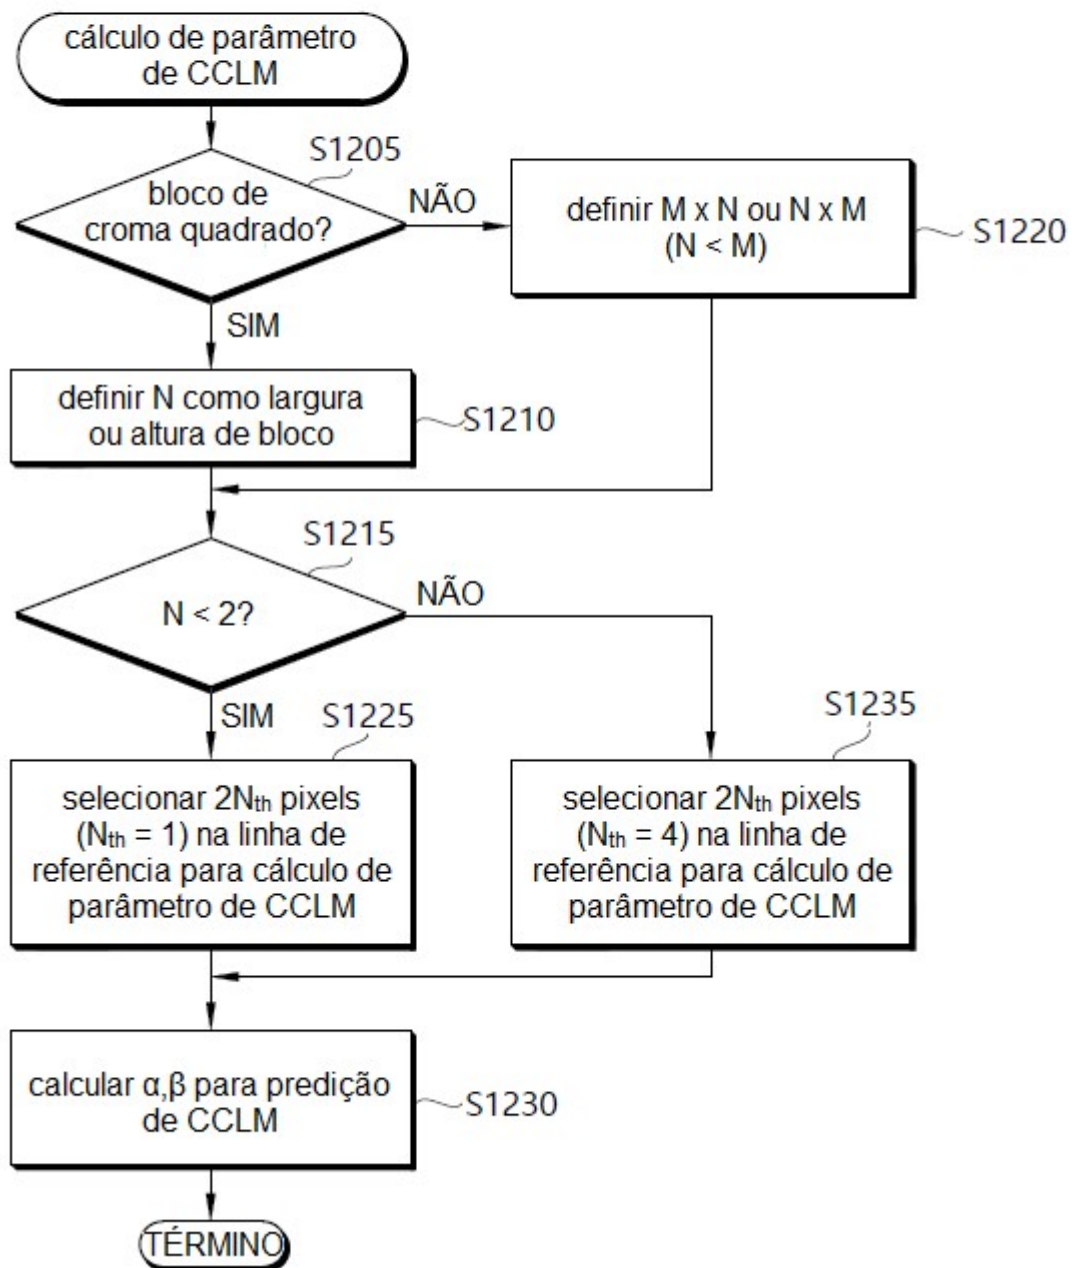 cálculo de parâmetro
de CCLM
S1205
bloco de
croma quadrado?
NÃO
definir M x N ou N x M
(N < M)
S1220
SIM
definir N como largura
ou altura de bloco
S1210
S1215
N < 2?
NÃO
SIM
S1225
S1235
selecionar 2Nth pixels
(Nth = 1) na linha de
referência para cálculo de
parâmetro de CCLM
selecionar 2Nth pixels
(Nth = 4) na linha de
referência para cálculo de
parâmetro de CCLM
calcular α,β para predição
de CCLM
S1230
TÉRMINO